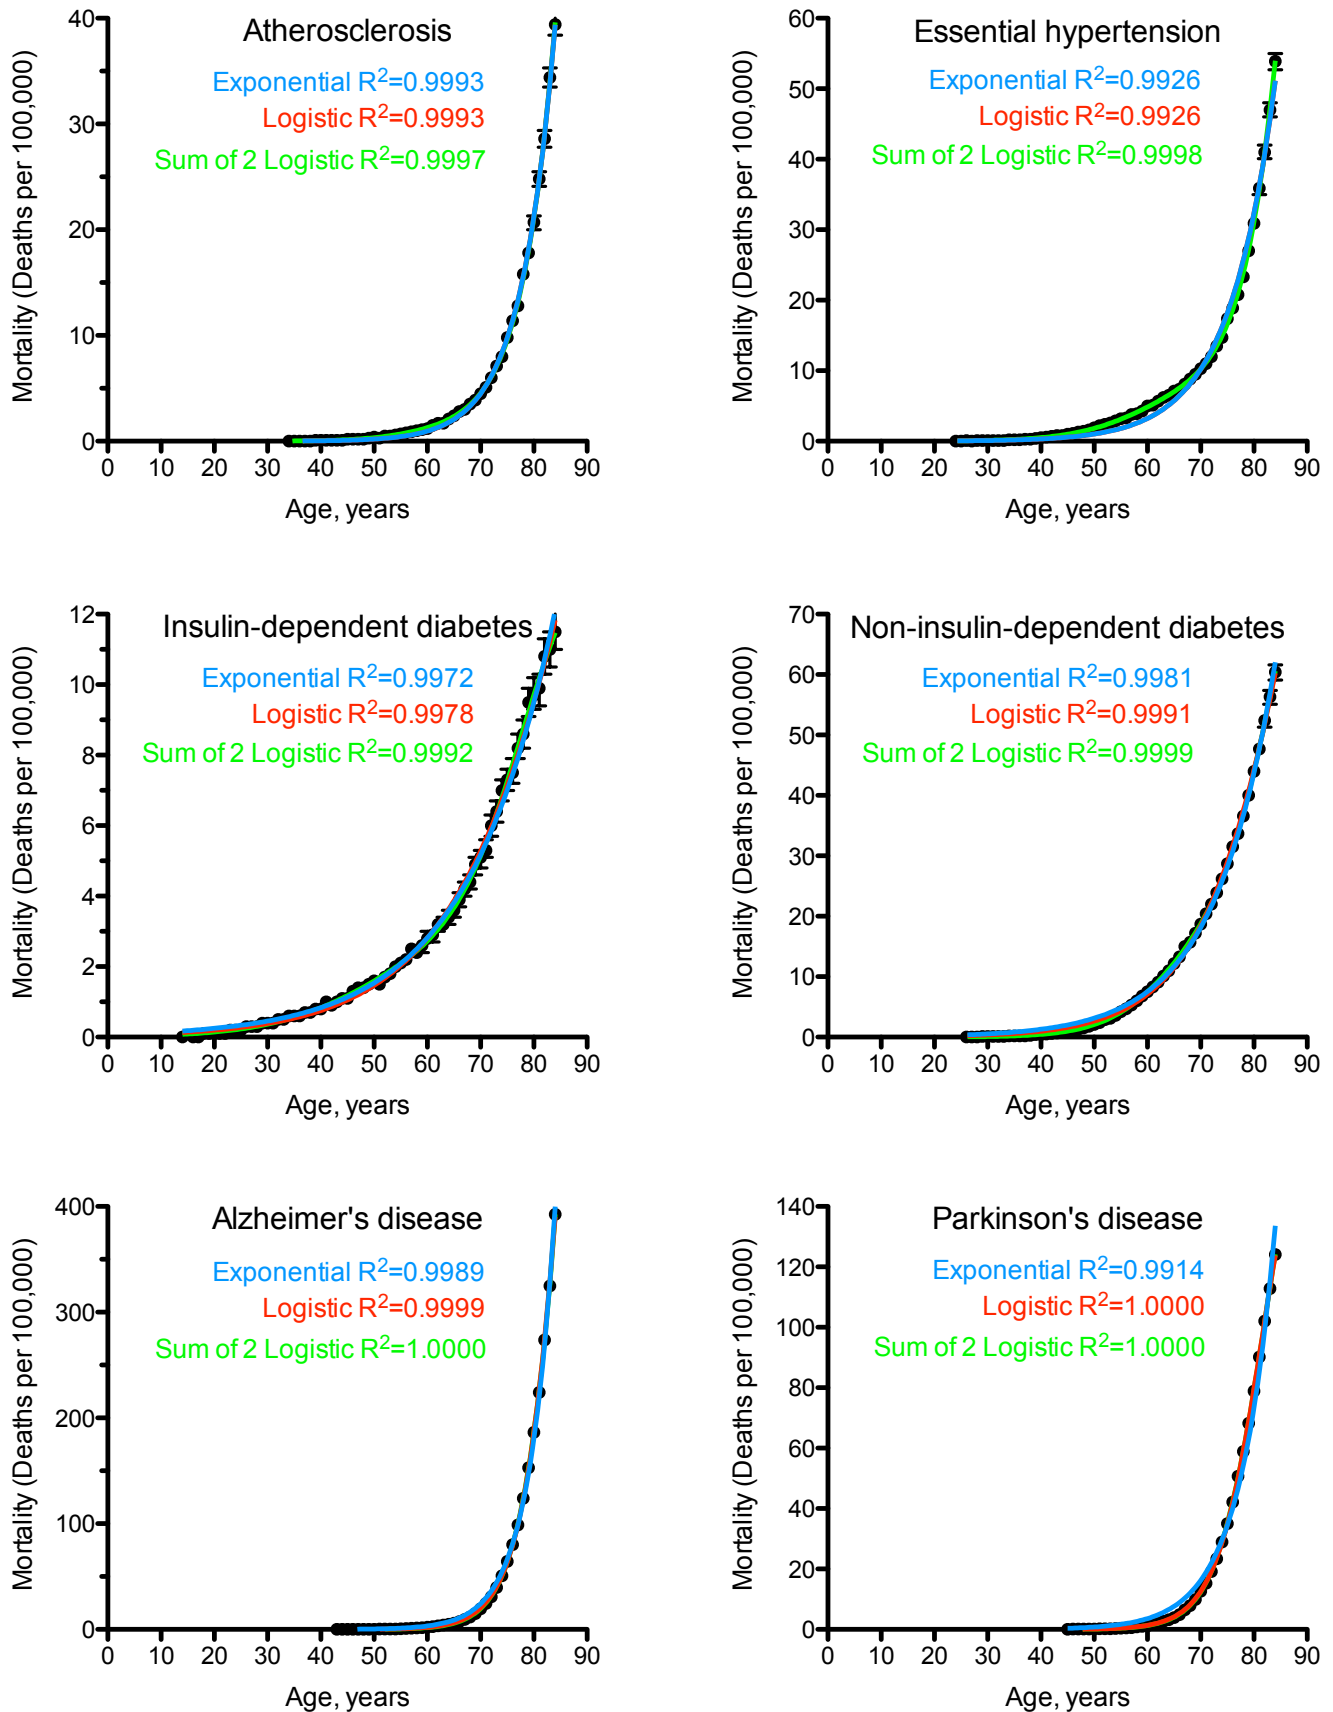 Atherosclerosis
Exponential R²=0.9993
Logistic R²=0.9993
Sum of 2 Logistic R²=0.9997
Mortality (Deaths per 100,000)
40
30
20
10
0
0 10 20 30 40 50 60 70 80 90
Age, years
Essential hypertension
Exponential R²=0.9926
Logistic R²=0.9926
Sum of 2 Logistic R²=0.9998
Mortality (Deaths per 100,000)
60
50
40
30
20
10
0
0 10 20 30 40 50 60 70 80 90
Age, years
Insulin-dependent diabetes
Exponential R²=0.9972
Logistic R²=0.9978
Sum of 2 Logistic R²=0.9992
Mortality (Deaths per 100,000)
12
10
8
6
4
2
0
0 10 20 30 40 50 60 70 80 90
Age, years
Non-insulin-dependent diabetes
Exponential R²=0.9981
Logistic R²=0.9991
Sum of 2 Logistic R²=0.9999
Mortality (Deaths per 100,000)
70
60
50
40
30
20
10
0
0 10 20 30 40 50 60 70 80 90
Age, years
Alzheimer's disease
Exponential R²=0.9989
Logistic R²=0.9999
Sum of 2 Logistic R²=1.0000
Mortality (Deaths per 100,000)
400
300
200
100
0
0 10 20 30 40 50 60 70 80 90
Age, years
Parkinson's disease
Exponential R²=0.9914
Logistic R²=1.0000
Sum of 2 Logistic R²=1.0000
Mortality (Deaths per 100,000)
140
120
100
80
60
40
20
0
0 10 20 30 40 50 60 70 80 90
Age, years